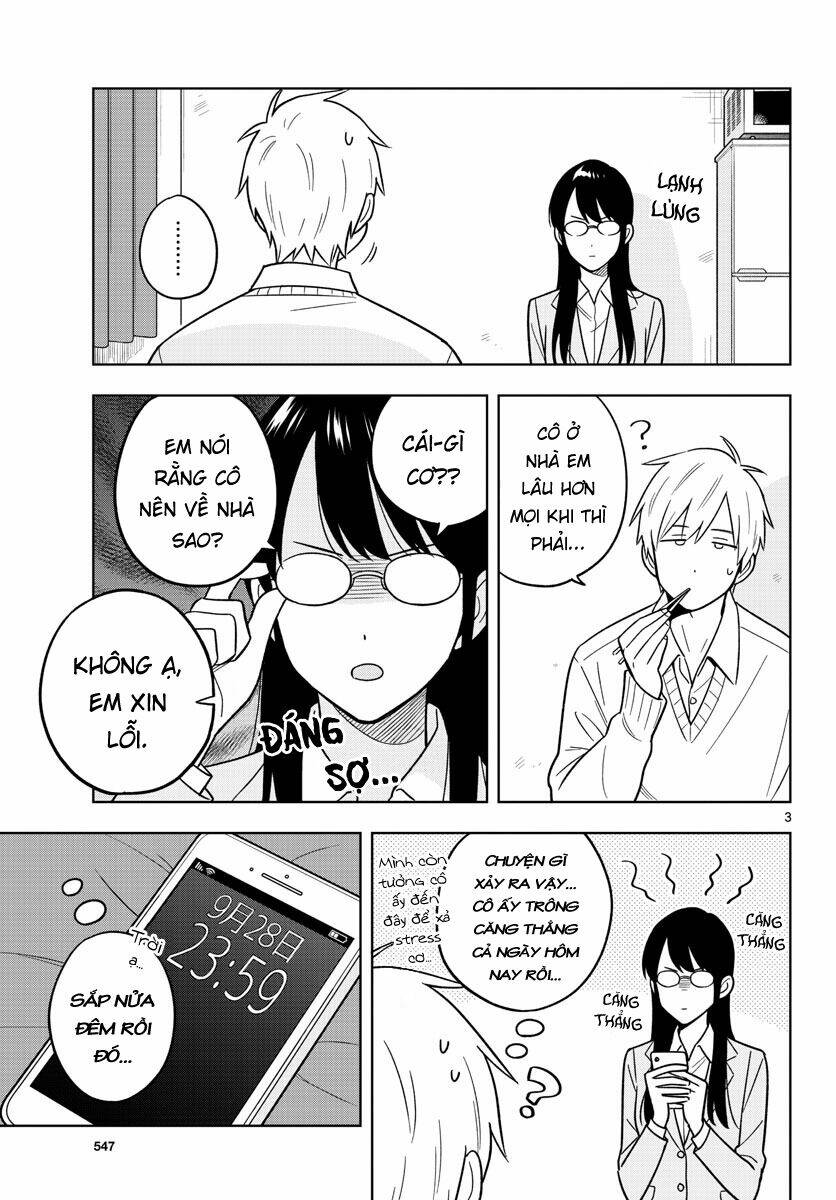 .........
LẠNH
LÙNG
CÔ Ở
NHÀ EM
LÂU HƠN
MỌI KHI THÌ
PHẢI...
?
CÁI-GÌ
CƠ??
EM NÓI
RẰNG CÔ
NÊN VỀ NHÀ
SAO?
KHÔNG Ạ,
EM XIN
LỖI.
ĐÁNG
SỢ...
3
CĂNG
THẲNG
CĂNG
THẲNG
CHUYỆN GÌ
XẢY RA VẬY...
CÔ ẤY TRÔNG
CĂNG THẲNG
CẢ NGÀY HÔM
NAY RỒI...
Mình còn
tưởng cô
ấy đến
đây để xả
stress
cơ..
?
9月28日
23:59
Trời
ạ...
SẮP NỬA
ĐÊM RỒI
ĐÓ...
547